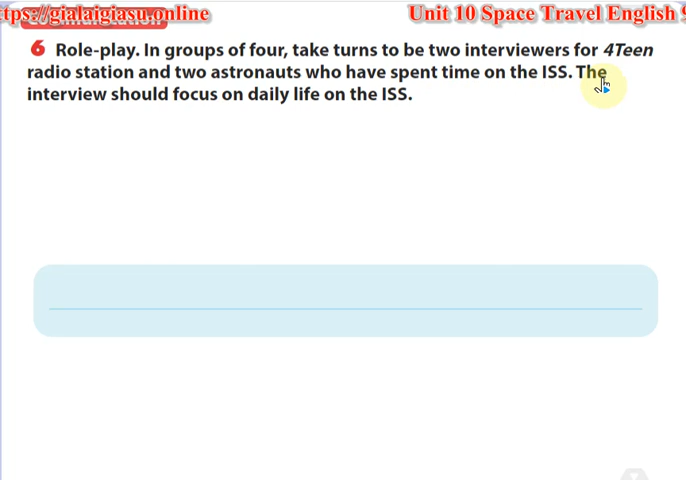 ttps://gialaigiasu.online
Unit 10 Space Travel English 9
6 Role-play. In groups of four, take turns to be two interviewers for 4Teen
radio station and two astronauts who have spent time on the ISS. The
interview should focus on daily life on the ISS.